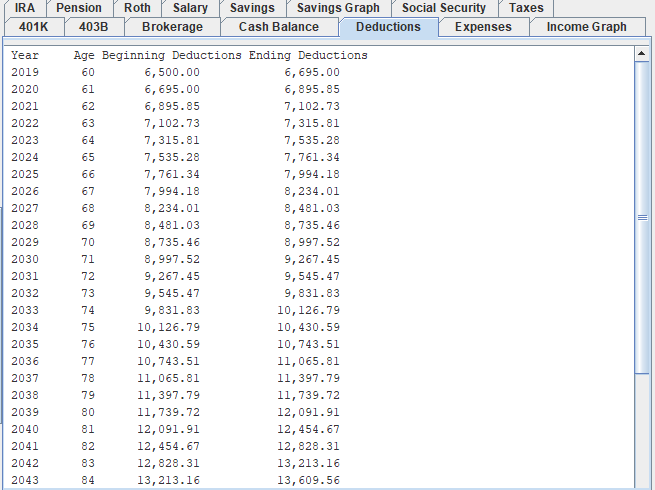 IRA Pension Roth Salary Savings Savings Graph Social Security Taxes
401K 403B Brokerage Cash Balance Deductions Expenses Income Graph
Year Age Beginning Deductions Ending Deductions
2019 60 6,500.00 6,695.00
2020 61 6,695.00 6,895.85
2021 62 6,895.85 7,102.73
2022 63 7,102.73 7,315.81
2023 64 7,315.81 7,535.28
2024 65 7,535.28 7,761.34
2025 66 7,761.34 7,994.18
2026 67 7,994.18 8,234.01
2027 68 8,234.01 8,481.03
2028 69 8,481.03 8,735.46
2029 70 8,735.46 8,997.52
2030 71 8,997.52 9,267.45
2031 72 9,267.45 9,545.47
2032 73 9,545.47 9,831.83
2033 74 9,831.83 10,126.79
2034 75 10,126.79 10,430.59
2035 76 10,430.59 10,743.51
2036 77 10,743.51 11,065.81
2037 78 11,065.81 11,397.79
2038 79 11,397.79 11,739.72
2039 80 11,739.72 12,091.91
2040 81 12,091.91 12,454.67
2041 82 12,454.67 12,828.31
2042 83 12,828.31 13,213.16
2043 84 13,213.16 13,609.56